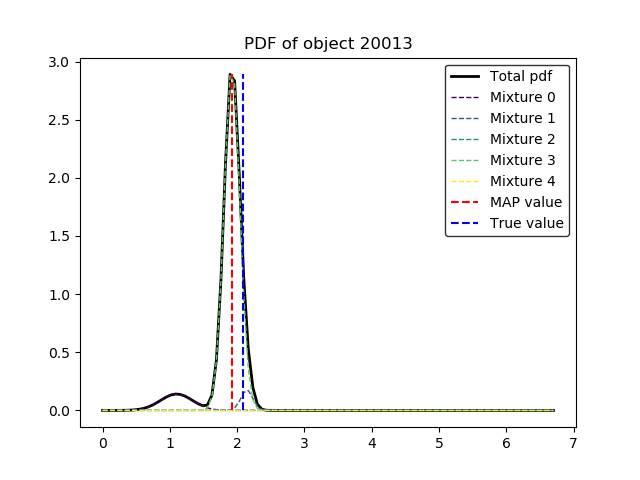 PDF of object 20013
3.0
2.5
2.0
1.5
1.0
0.5
0.0
0 1 2 3 4 5 6 7
Total pdf
Mixture 0
Mixture 1
Mixture 2
Mixture 3
Mixture 4
MAP value
True value